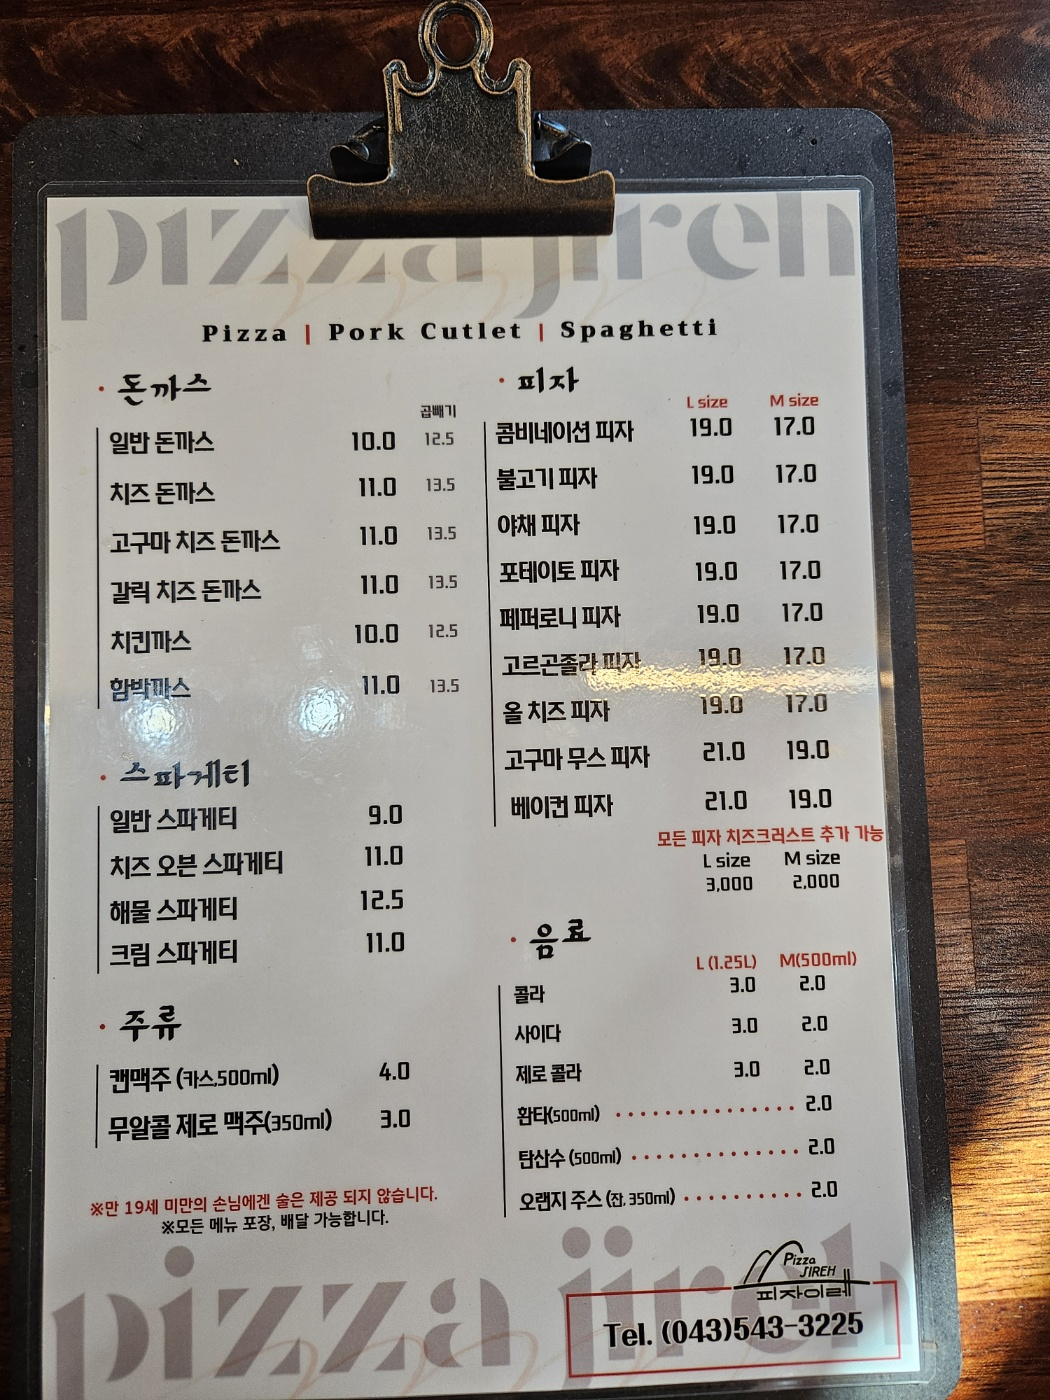 pizza jireh
Pizza | Pork Cutlet | Spaghetti
· 돈까스
곱빼기
일반 돈까스 10.0 12.5
치즈 돈까스 11.0 13.5
고구마 치즈 돈까스 11.0 13.5
갈릭 치즈 돈까스 11.0 13.5
치킨까스 10.0 12.5
함박까스 11.0 13.5
· 스파게티
일반 스파게티 9.0
치즈 오븐 스파게티 11.0
해물 스파게티 12.5
크림 스파게티 11.0
· 주류
캔맥주 (카스,500ml) 4.0
무알콜 제로 맥주(350ml) 3.0
※만 19세 미만의 손님에겐 술은 제공 되지 않습니다.
※모든 메뉴 포장, 배달 가능합니다.
· 피자
L size M size
콤비네이션 피자 19.0 17.0
불고기 피자 19.0 17.0
야채 피자 19.0 17.0
포테이토 피자 19.0 17.0
페퍼로니 피자 19.0 17.0
고르곤졸라 피자 19.0 17.0
올 치즈 피자 19.0 17.0
고구마 무스 피자 21.0 19.0
베이컨 피자 21.0 19.0
모든 피자 치즈크러스트 추가 가능
L size M size
3,000 2,000
· 음료
L (1.25L) M(500ml)
콜라 3.0 2.0
사이다 3.0 2.0
제로 콜라 3.0 2.0
환타(500ml) 2.0
탄산수 (500ml) 2.0
오랜지 주스 (캔, 350ml) 2.0
pizza jireh
Pizza
JIREH
피자이레
Tel. (043)543-3225